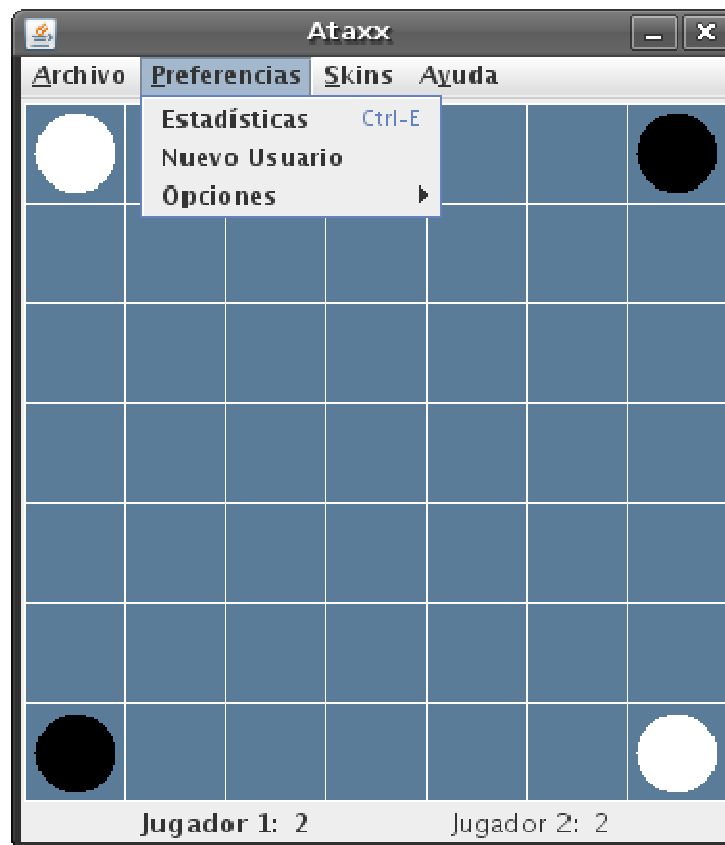 Ataxx
Archivo Preferencias Skins Ayuda
Estadísticas Ctrl-E
Nuevo Usuario
Opciones
Jugador 1: 2 Jugador 2: 2